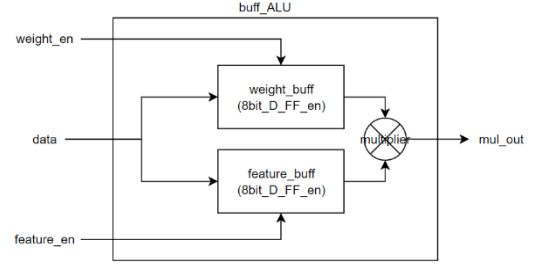 buff_ALU
weight_en
weight_buff
(8bit_D_FF_en)
data
multiplier
mul_out
feature_buff
(8bit_D_FF_en)
feature_en